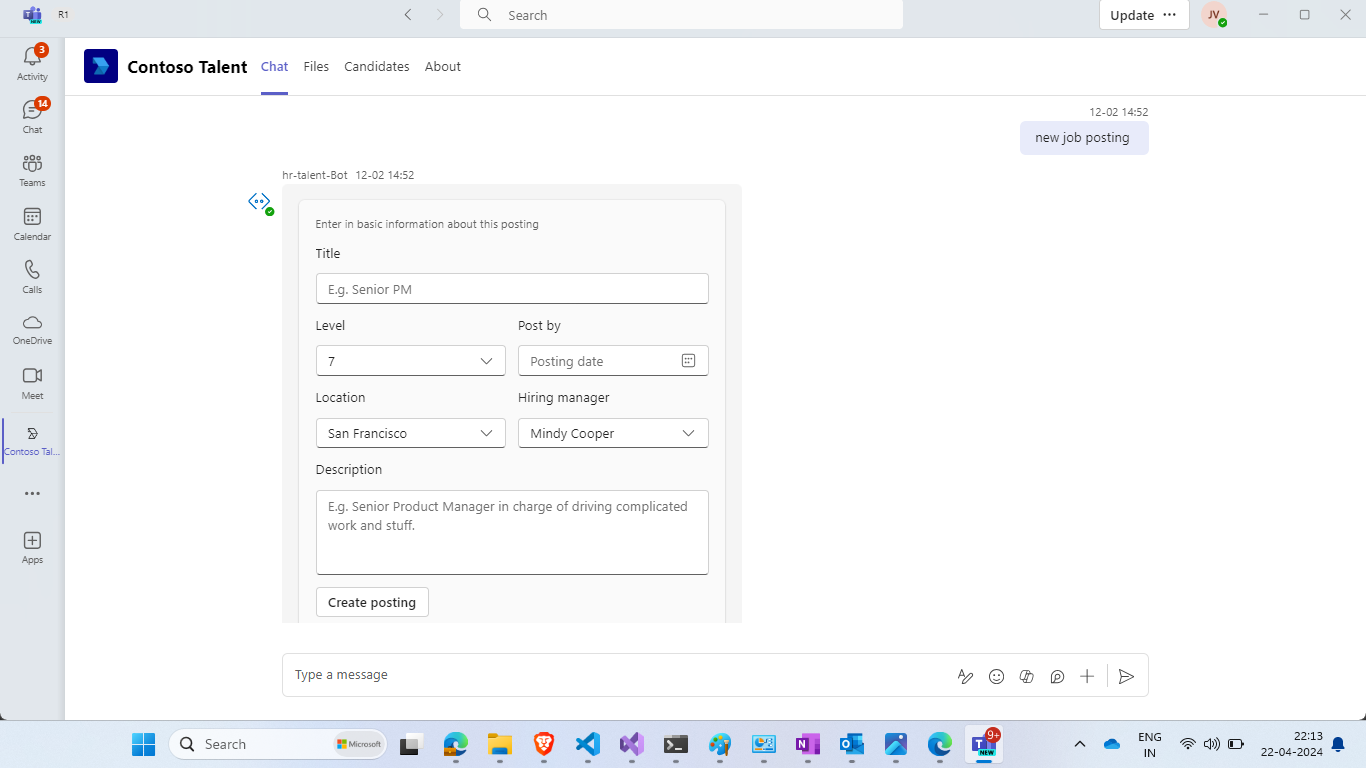 R1
Search
Update
JV
3
Activity
14
Chat
Teams
Calendar
Calls
OneDrive
Meet
Contoso Tal...
Apps
Contoso Talent Chat Files Candidates About
12-02 14:52
new job posting
hr-talent-Bot 12-02 14:52
Enter in basic information about this posting
Title
E.g. Senior PM
Level Post by
7 Posting date
Location Hiring manager
San Francisco Mindy Cooper
Description
E.g. Senior Product Manager in charge of driving complicated
work and stuff.
Create posting
Type a message
Search
Microsoft
9+
NEW
ENG
IN
22:13
22-04-2024